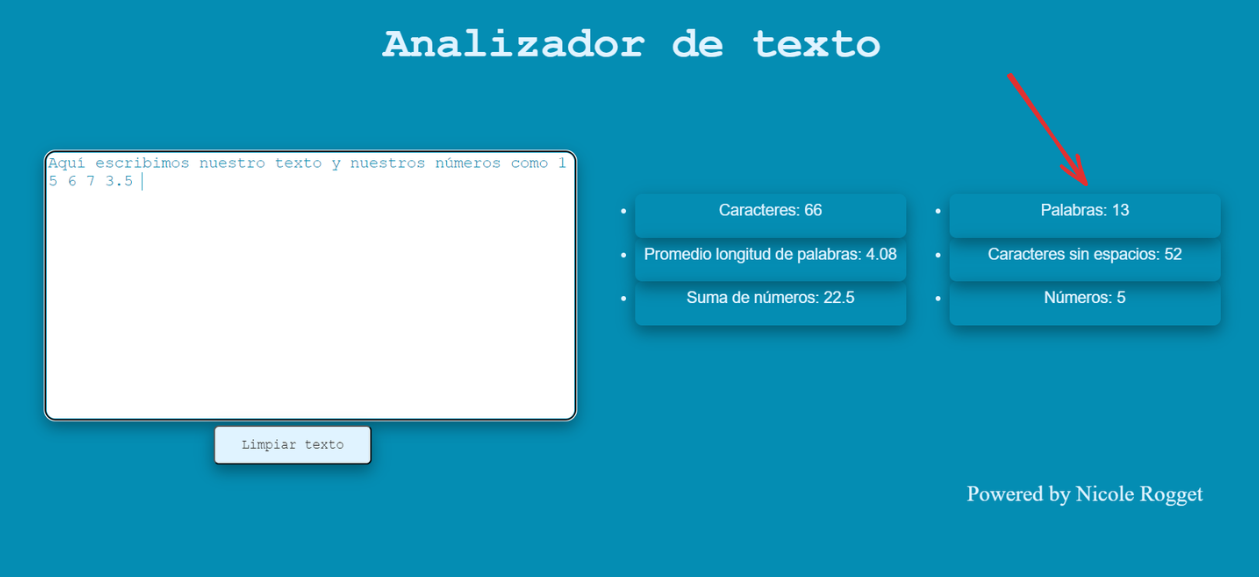 Analizador de texto
Aquí escribimos nuestro texto y nuestros números como 1
5 6 7 3.5
Caracteres: 66
Palabras: 13
Promedio longitud de palabras: 4.08
Caracteres sin espacios: 52
Suma de números: 22.5
Números: 5
Limpiar texto
Powered by Nicole Rogget